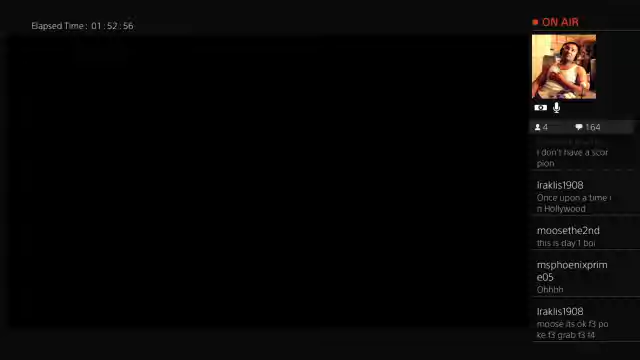 Elapsed Time: 01:52:56
ON AIR
4 164
I don't have a scor
pion
Iraklis1908
Once upon a time i
n Hollywood
moosethe2nd
this is day 1 boi
msphoenixprim
e05
Ohhhh
Iraklis1908
moose its ok f3 po
ke f3 grab f3 f4